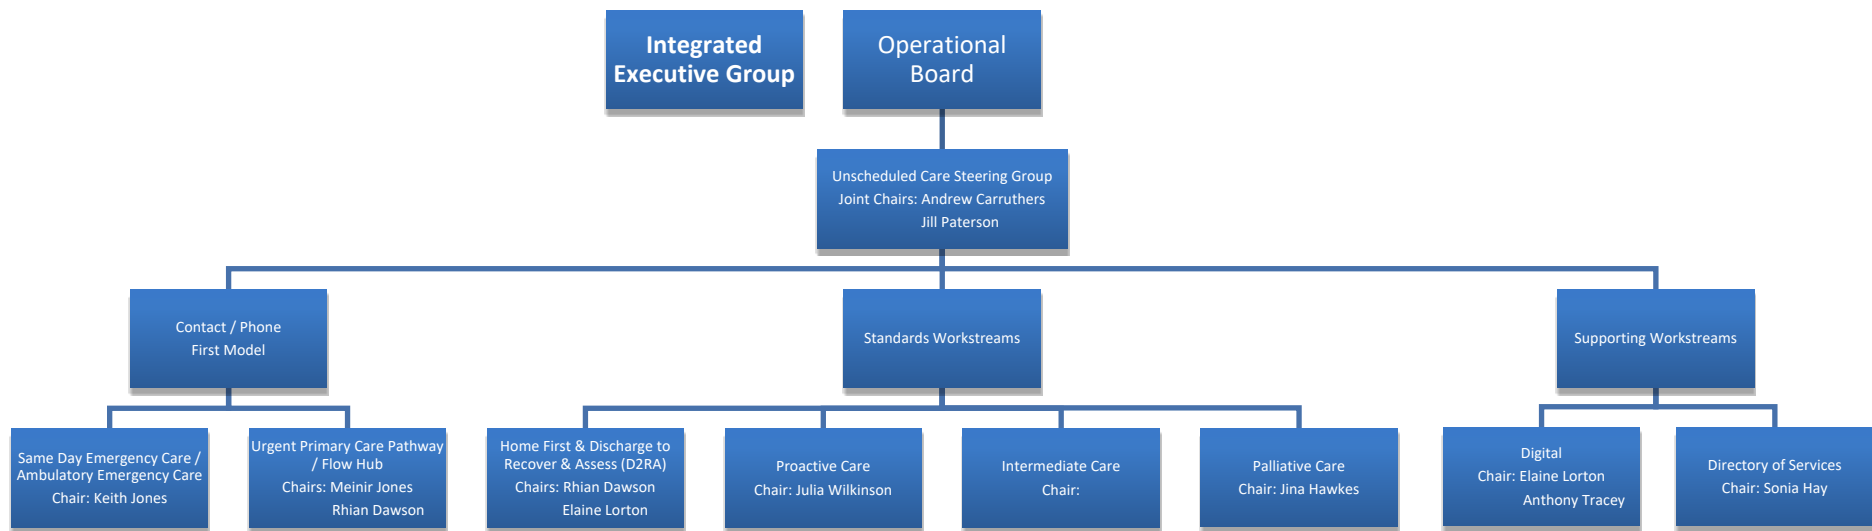 Integrated
Executive Group
Operational
Board
Unscheduled Care Steering Group
Joint Chairs: Andrew Carruthers
Jill Paterson
Contact / Phone
First Model
Standards Workstreams
Supporting Workstreams
Same Day Emergency Care /
Ambulatory Emergency Care
Chair: Keith Jones
Urgent Primary Care Pathway
/ Flow Hub
Chairs: Meinir Jones
Rhian Dawson
Home First & Discharge to
Recover & Assess (D2RA)
Chairs: Rhian Dawson
Elaine Lorton
Proactive Care
Chair: Julia Wilkinson
Intermediate Care
Chair:
Palliative Care
Chair: Jina Hawkes
Digital
Chair: Elaine Lorton
Anthony Tracey
Directory of Services
Chair: Sonia Hay